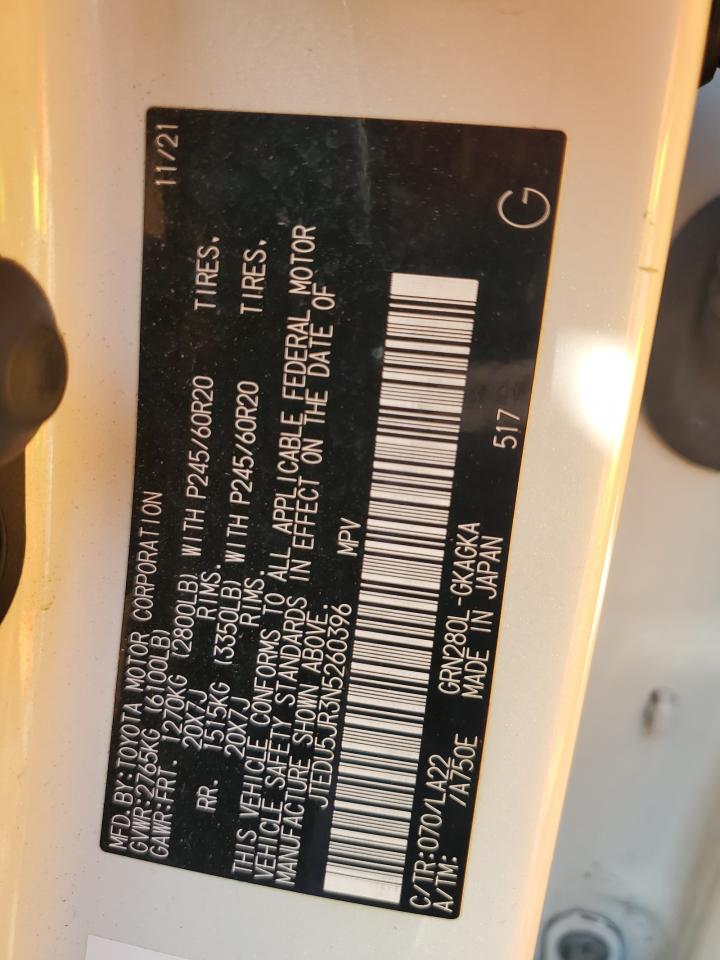 MFD.BY:TOYOTA MOTOR CORPORATION 11/21
GVWR:2765KG (6100LB)
GAWR:FRT. 1270KG (2800LB) WITH P245/60R20 TIRES,
20X7J RIMS.
RR. 1515KG (3350LB) WITH P245/60R20 TIRES,
20X7J RIMS.
THIS VEHICLE CONFORMS TO ALL APPLICABLE FEDERAL MOTOR
VEHICLE SAFETY STANDARDS IN EFFECT ON THE DATE OF
MANUFACTURE SHOWN ABOVE.
JTEDU5JR3N5260396 MPV
C/TR:070/LA22 GRN280L-GKAGKA
A/TM: /A750E MADE IN JAPAN 517
G